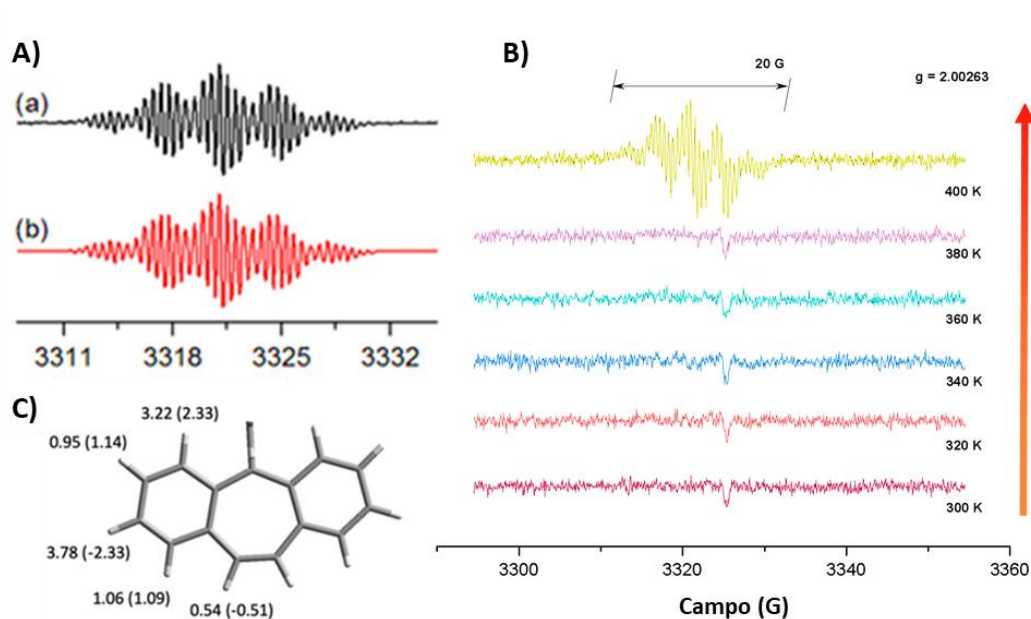 A)
(a)
(b)
3311 3318 3325 3332
B)
20 G
g = 2.00263
400 K
380 K
360 K
340 K
320 K
300 K
3300 3320 3340 3360
Campo (G)
C)
3.22 (2.33)
0.95 (1.14)
3.78 (-2.33)
1.06 (1.09)
0.54 (-0.51)